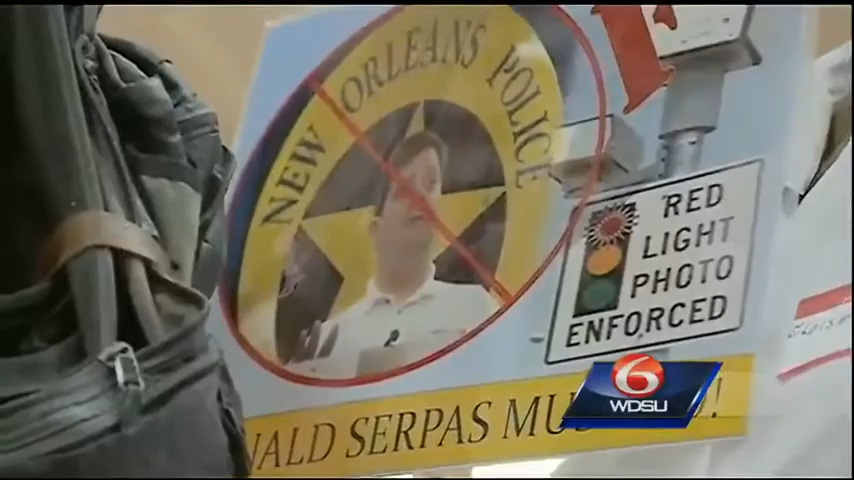 NEW ORLEANS POLICE
RED
LIGHT
PHOTO
ENFORCED
NALD SERPAS MU
!
6
WDSU